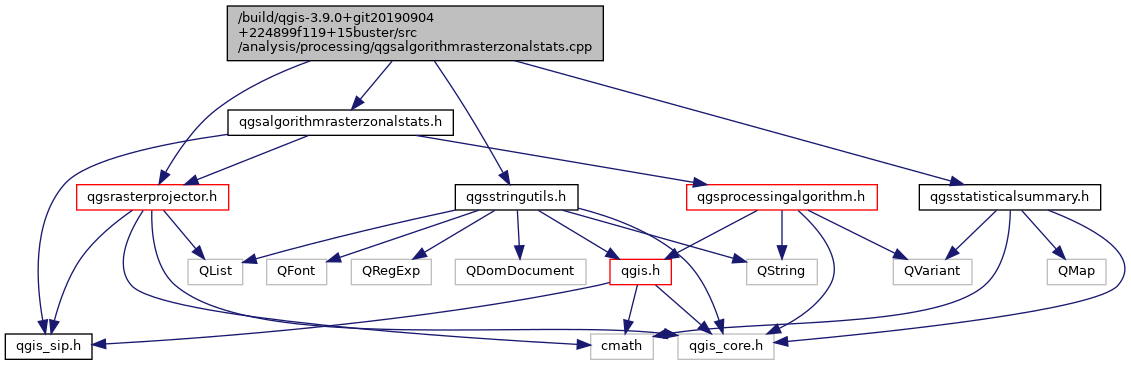 /build/qgis-3.9.0+git20190904
+224899f119+15buster/src
/analysis/processing/qgsalgorithmrasterzonalstats.cpp
qgsalgorithmrasterzonalstats.h
qgsrasterprojector.h
qgsstringutils.h
qgsprocessingalgorithm.h
qgsstatisticalsummary.h
QList
QFont
QRegExp
QDomDocument
qgis.h
QString
QVariant
QMap
qgis_sip.h
cmath
qgis_core.h